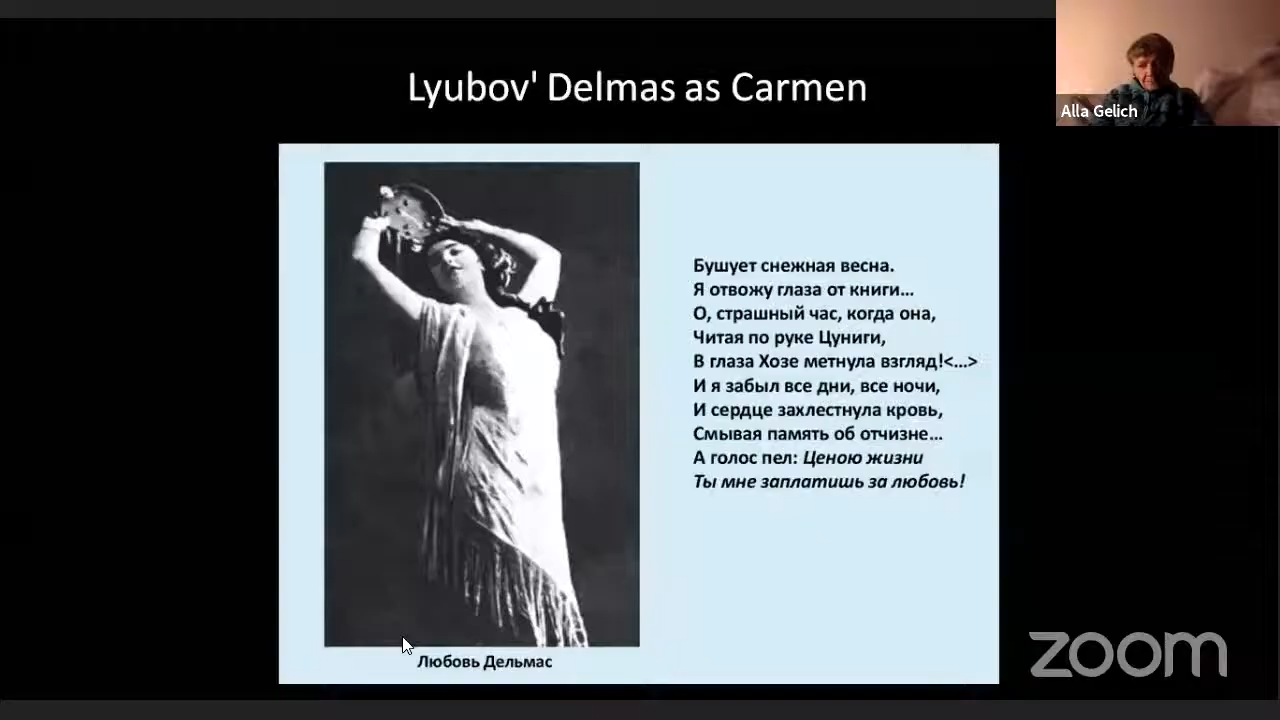 Lyubov' Delmas as Carmen
Alla Gelich
Бушует снежная весна.
Я отвожу глаза от книги...
О, страшный час, когда она,
Читая по руке Цуниги,
В глаза Хозе метнула взгляд!<...>
И я забыл все дни, все ночи,
И сердце захлестнула кровь,
Смывая память об отчизне...
А голос пел: Ценою жизни
Ты мне заплатишь за любовь!
Любовь Дельмас
zoom